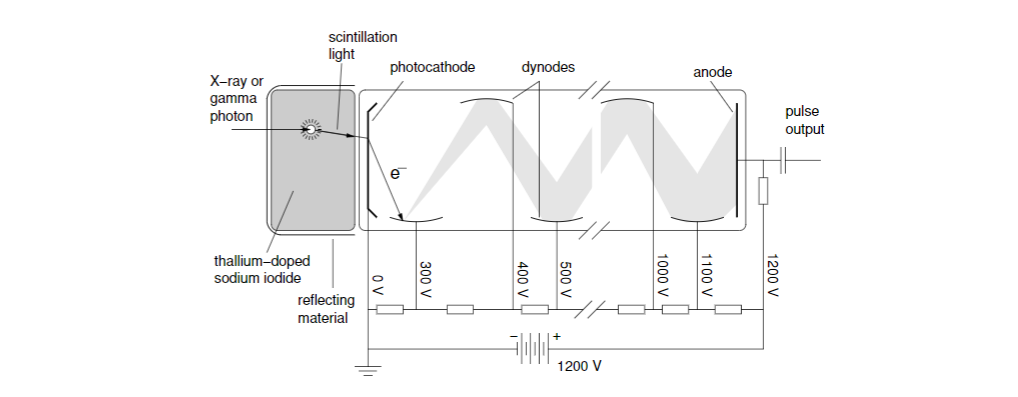 scintillation
light
X–ray or
gamma
photon
photocathode
dynodes
anode
pulse
output
e–
thallium–doped
sodium iodide
reflecting
material
0 V
300 V
400 V
500 V
1000 V
1100 V
1200 V
– +
1200 V